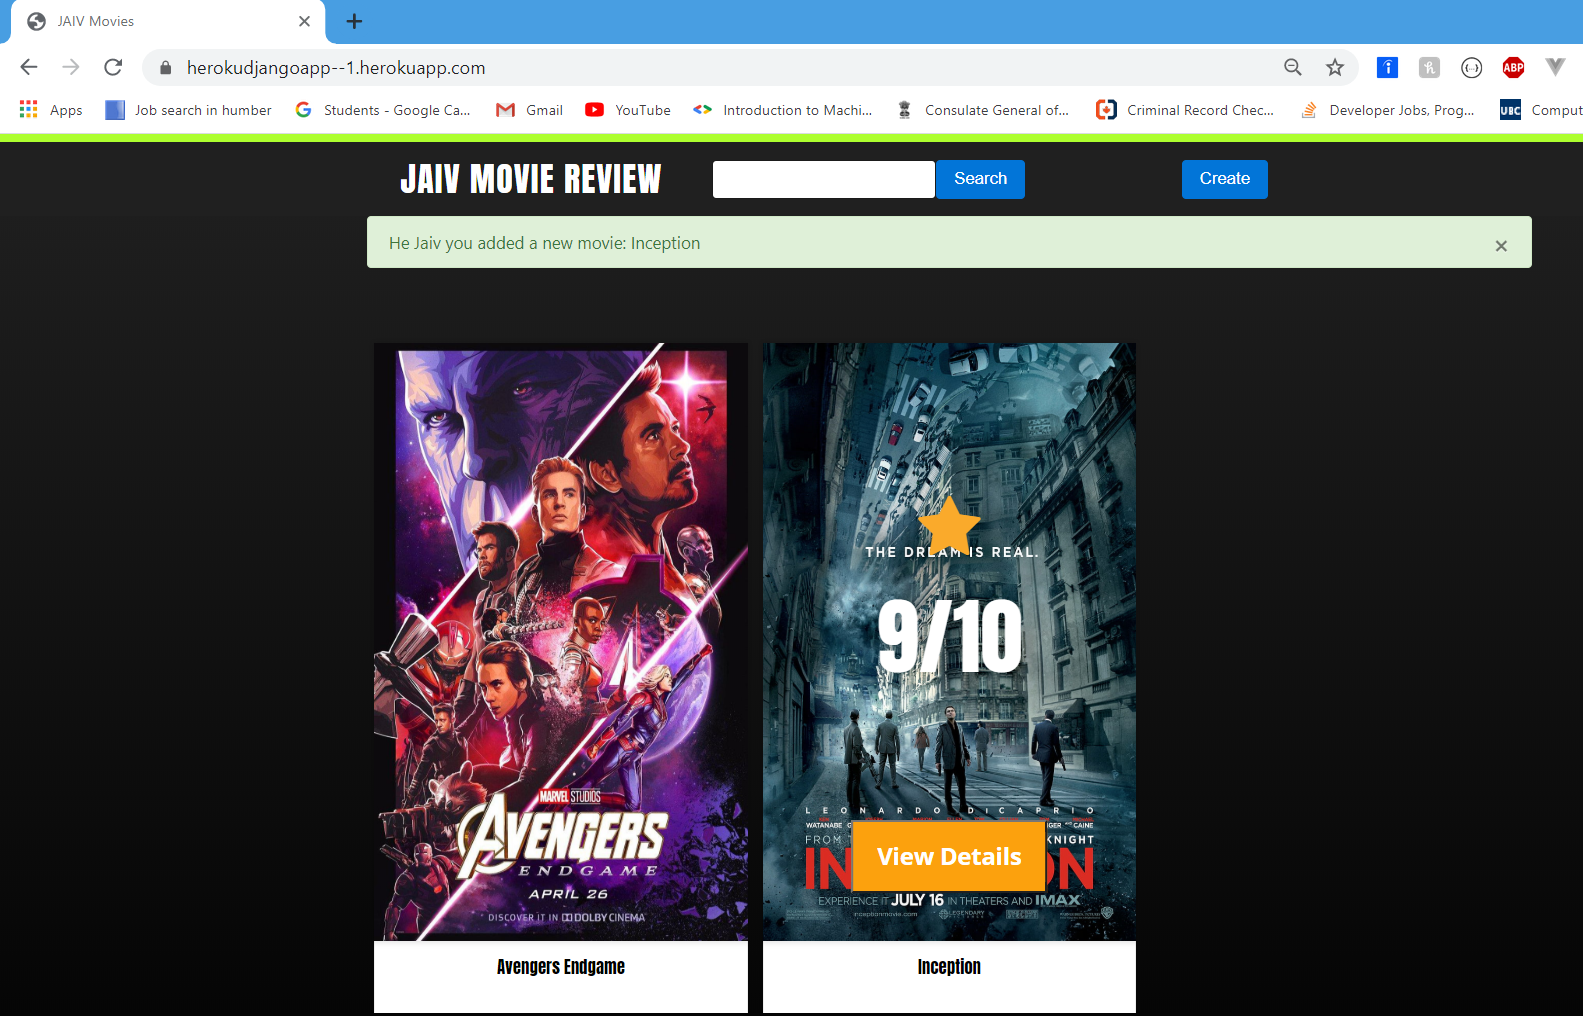 JAIV Movies
herokudjangoapp--1.herokuapp.com
ABP
Apps
Job search in humber
Students - Google Ca...
Gmail
YouTube
Introduction to Machi...
Consulate General of...
Criminal Record Chec...
Developer Jobs, Prog...
UBC
Comput
JAIV MOVIE REVIEW
Search
Create
He Jaiv you added a new movie: Inception
×
MARVEL STUDIOS
AVENGERS
ENDGAME
APRIL 26
DISCOVER IT IN DOLBY CINEMA
Avengers Endgame
THE DREAM IS REAL.
9/10
LEONARDO DICAPRIO
WATANABE
CAINE
FROM
KNIGHT
View Details
EXPERIENCE IT JULY 16 IN THEATERS AND IMAX
inceptionmovie.com
LEGENDARY
Inception